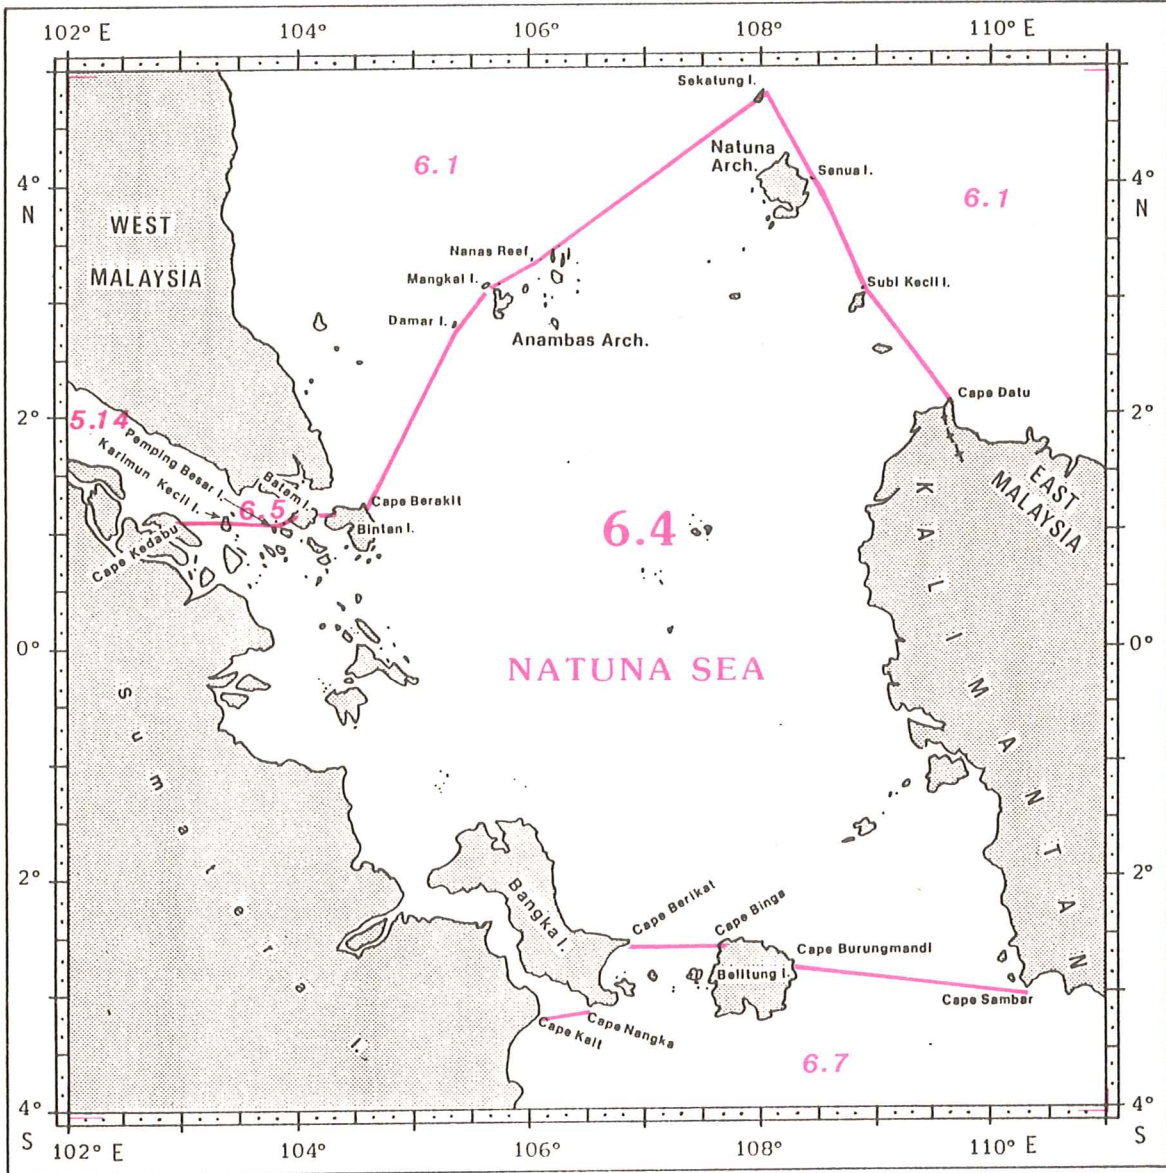 102° E
104°
106°
108°
110° E
Sekatung I.
6.1
Natuna
Arch.
Senua I.
4°
N
4°
N
6.1
WEST
MALAYSIA
Nanas Reef
Mangkai I.
Subi Kecil I.
Damar I.
Anambas Arch.
Cape Datu
2°
2°
5.14
Pemping Besar I.
Karimun Kecil I.
Batam I.
6.5
Cape Berakit
Bintan I.
Cape Kedabu
EAST
MALAYSIA
6.4
KALIMANTAN
0°
0°
NATUNA SEA
Sumatera I.
2°
2°
Bangka I.
Cape Berikat
Cape Binga
Cape Burungmandi
Belitung I.
Cape Sambar
Cape Kait
Cape Nangka
6.7
4°
S
4°
S
102° E
104°
106°
108°
110° E